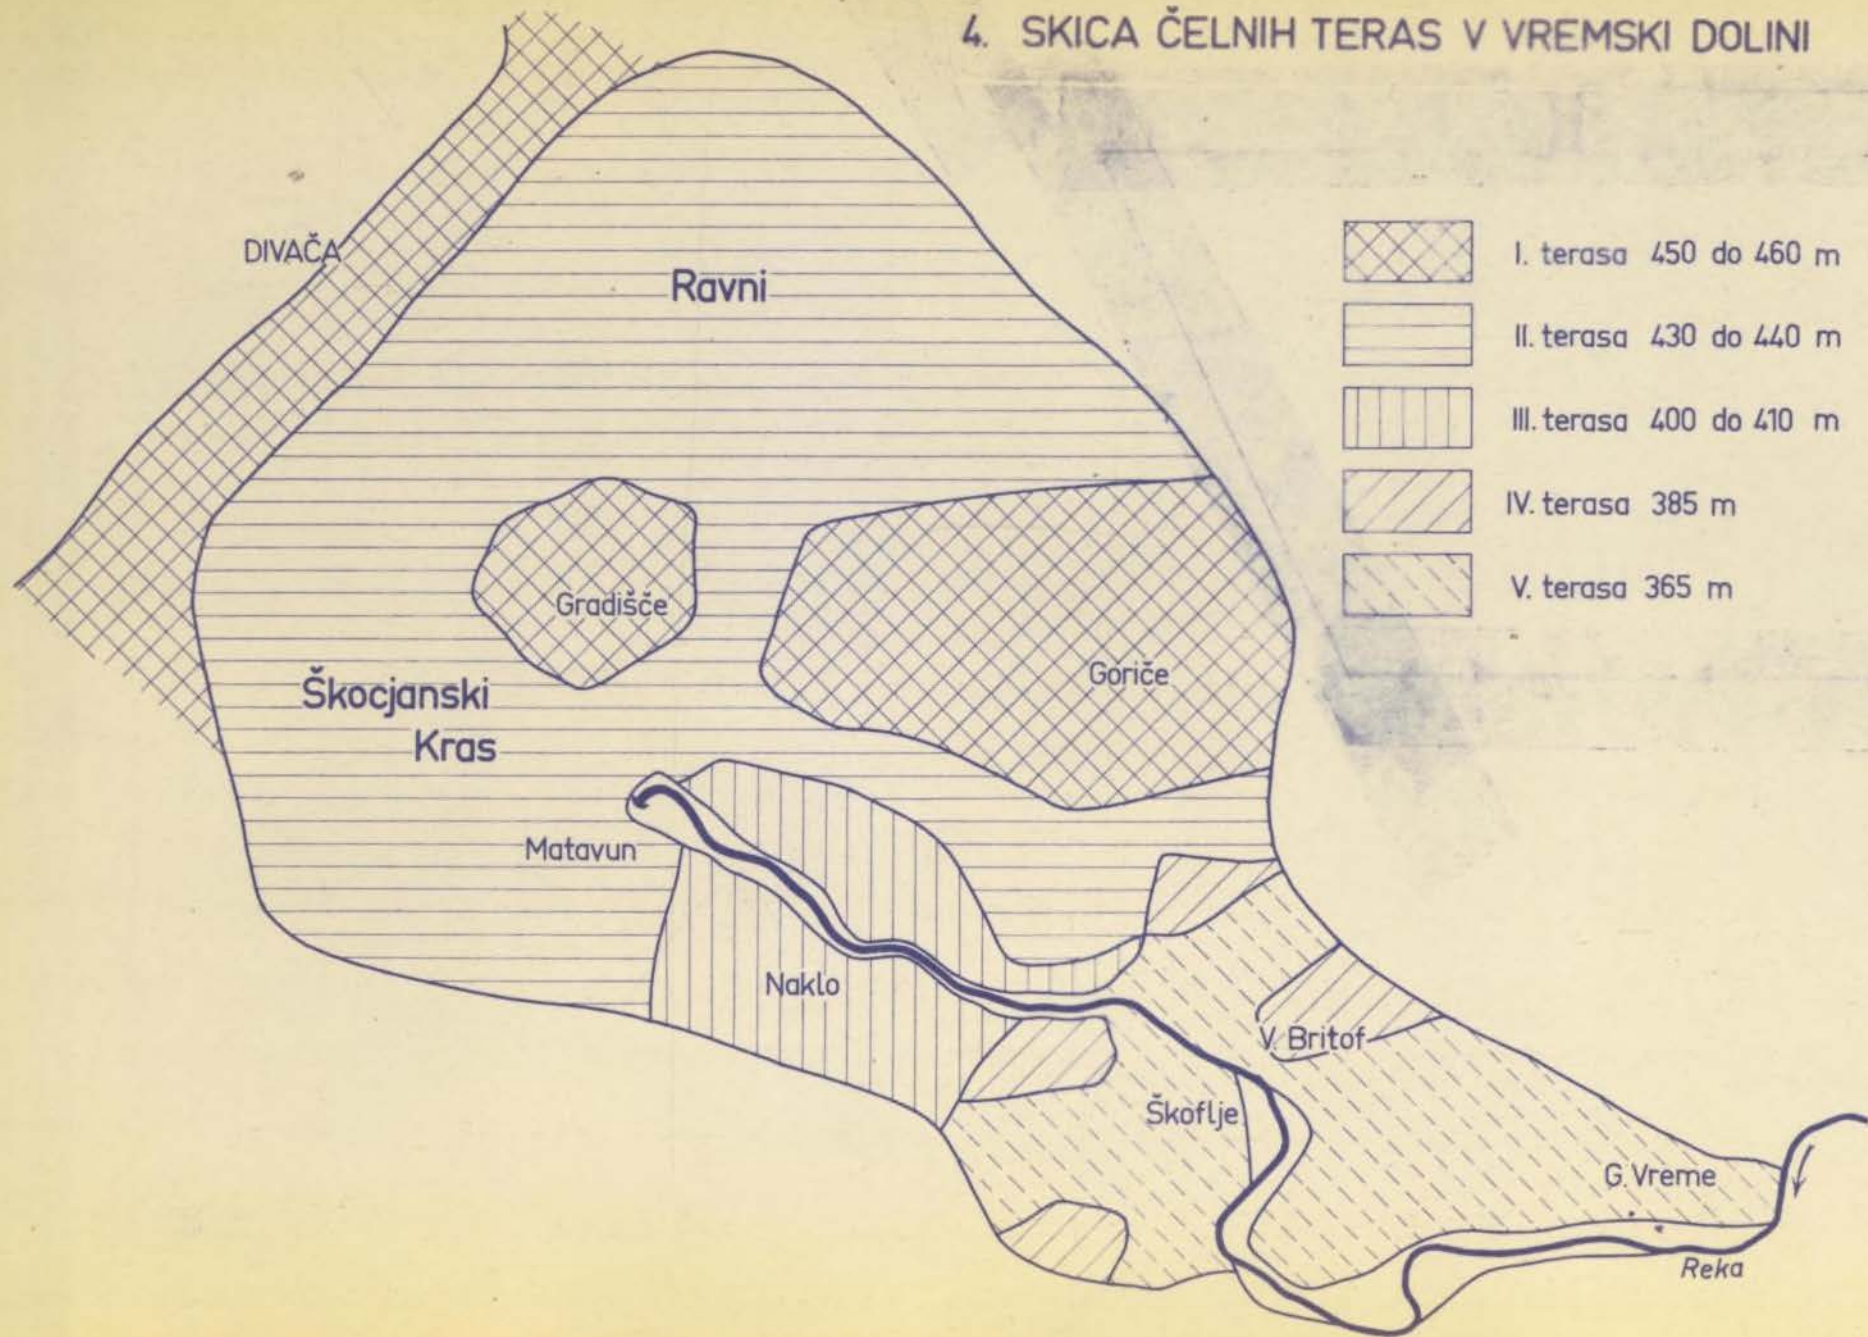 4. SKICA ČELNIH TERAS V VREMSKI DOLINI
DIVAČA
Ravni
I. terasa 450 do 460 m
II. terasa 430 do 440 m
III. terasa 400 do 410 m
IV. terasa 385 m
V. terasa 365 m
Gradišče
Goriče
Škocjanski
Kras
Matavun
Naklo
V. Britof
Škoflje
G. Vreme
Reka